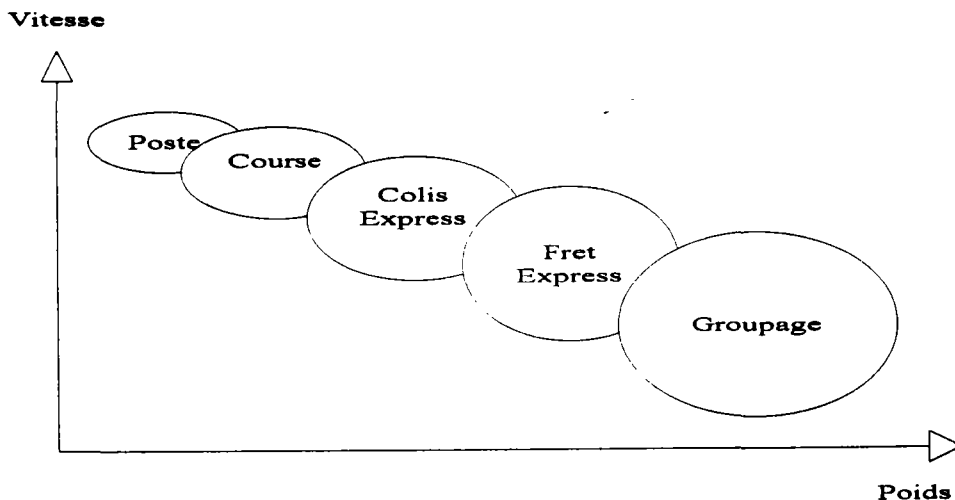 Vitesse
Poste
Course
Colis
Express
Fret
Express
Groupage
Poids